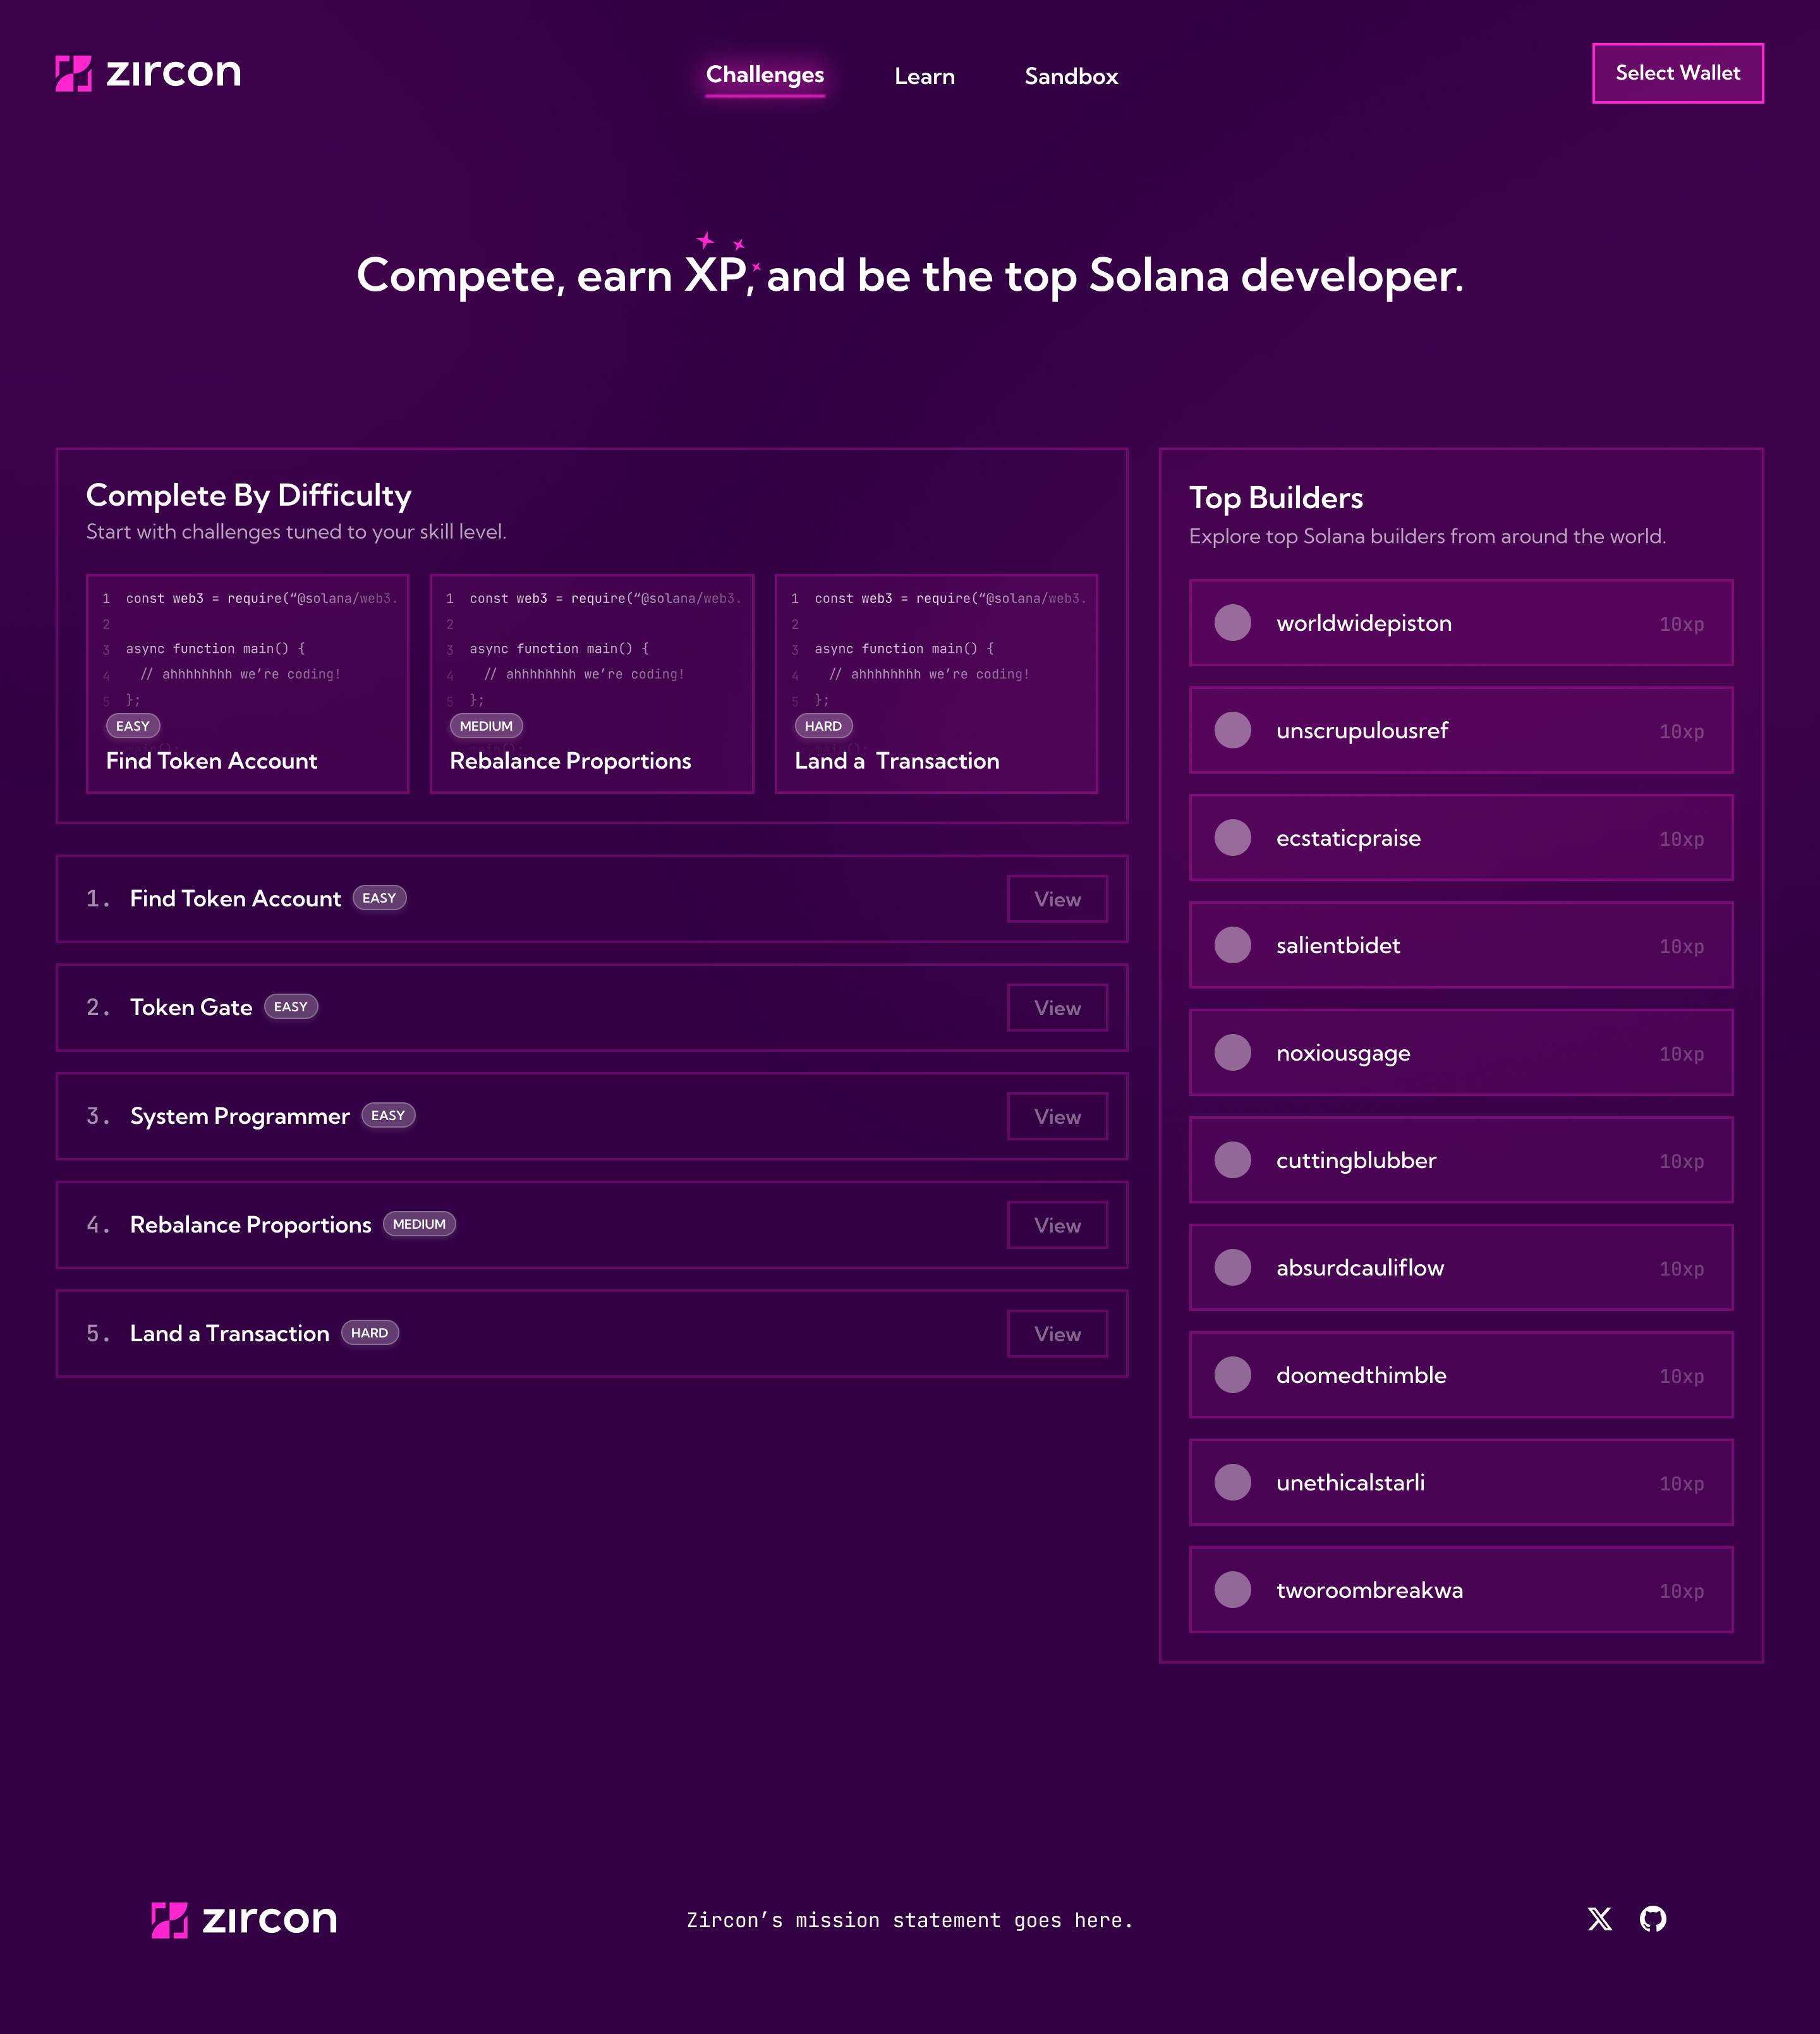 zircon
Challenges
Learn
Sandbox
Select Wallet
Compete, earn XP, and be the top Solana developer.
Complete By Difficulty
Start with challenges tuned to your skill level.
1 const web3 = require(“@solana/web3.
2
3 async function main() {
4 // ahhhhhhhh we’re coding!
5 };
EASY
Find Token Account
1 const web3 = require(“@solana/web3.
2
3 async function main() {
4 // ahhhhhhhh we’re coding!
5 };
MEDIUM
Rebalance Proportions
1 const web3 = require(“@solana/web3.
2
3 async function main() {
4 // ahhhhhhhh we’re coding!
5 };
HARD
Land a  Transaction
1. Find Token Account EASY View
2. Token Gate EASY View
3. System Programmer EASY View
4. Rebalance Proportions MEDIUM View
5. Land a Transaction HARD View
Top Builders
Explore top Solana builders from around the world.
worldwidepiston 10xp
unscrupulousref 10xp
ecstaticpraise 10xp
salientbidet 10xp
noxiousgage 10xp
cuttingblubber 10xp
absurdcauliflow 10xp
doomedthimble 10xp
unethicalstarli 10xp
tworoombreakwa 10xp
zircon
Zircon’s mission statement goes here.